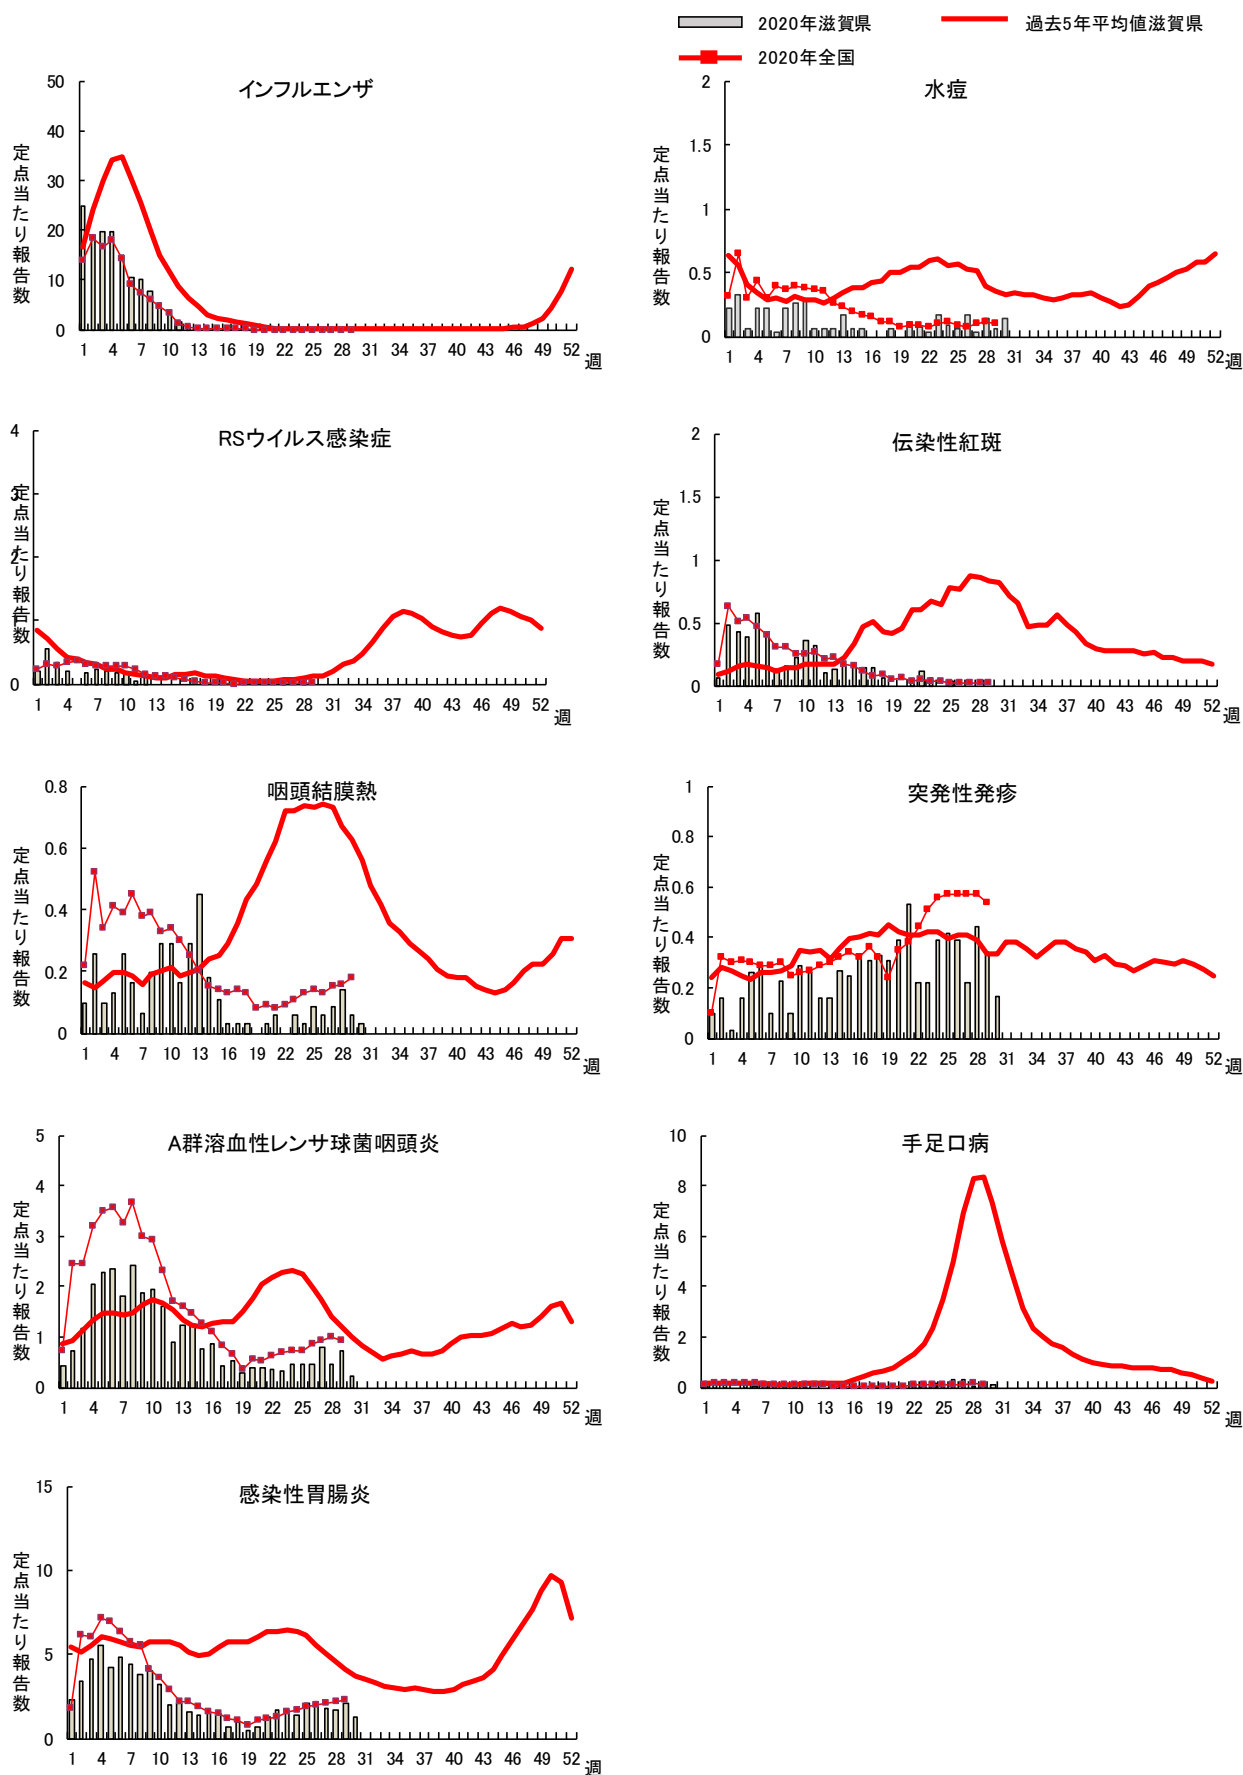 2020年滋賀県
過去5年平均値滋賀県
2020年全国
インフルエンザ
定点当たり報告数
50
40
30
20
10
0
1 4 7 10 13 16 19 22 25 28 31 34 37 40 43 46 49 52 週
水痘
定点当たり報告数
2
1.5
1
0.5
0
1 4 7 10 13 16 19 22 25 28 31 34 37 40 43 46 49 52 週
RSウイルス感染症
定点当たり報告数
4
3
2
1
0
1 4 7 10 13 16 19 22 25 28 31 34 37 40 43 46 49 52 週
伝染性紅斑
定点当たり報告数
2
1.5
1
0.5
0
1 4 7 10 13 16 19 22 25 28 31 34 37 40 43 46 49 52 週
咽頭結膜熱
定点当たり報告数
0.8
0.6
0.4
0.2
0
1 4 7 10 13 16 19 22 25 28 31 34 37 40 43 46 49 52 週
突発性発疹
定点当たり報告数
1
0.8
0.6
0.4
0.2
0
1 4 7 10 13 16 19 22 25 28 31 34 37 40 43 46 49 52 週
A群溶血性レンサ球菌咽頭炎
定点当たり報告数
5
4
3
2
1
0
1 4 7 10 13 16 19 22 25 28 31 34 37 40 43 46 49 52 週
手足口病
定点当たり報告数
10
8
6
4
2
0
1 4 7 10 13 16 19 22 25 28 31 34 37 40 43 46 49 52 週
感染性胃腸炎
定点当たり報告数
15
10
5
0
1 4 7 10 13 16 19 22 25 28 31 34 37 40 43 46 49 52 週